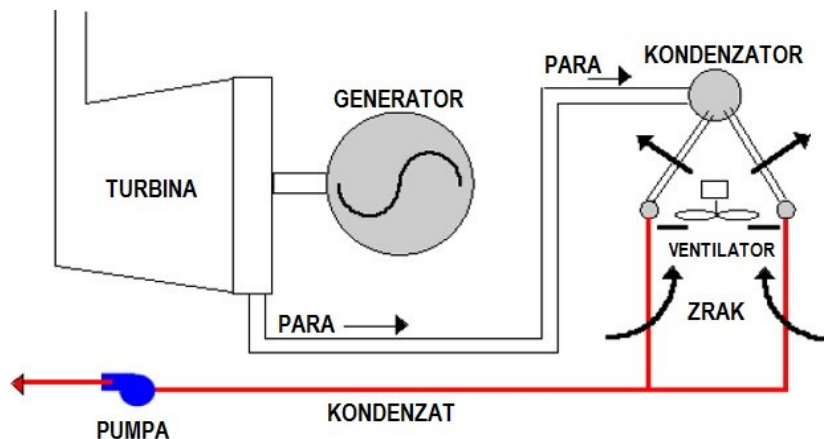 KONDENZATOR
PARA
GENERATOR
TURBINA
VENTILATOR
ZRAK
PARA
KONDENZAT
PUMPA